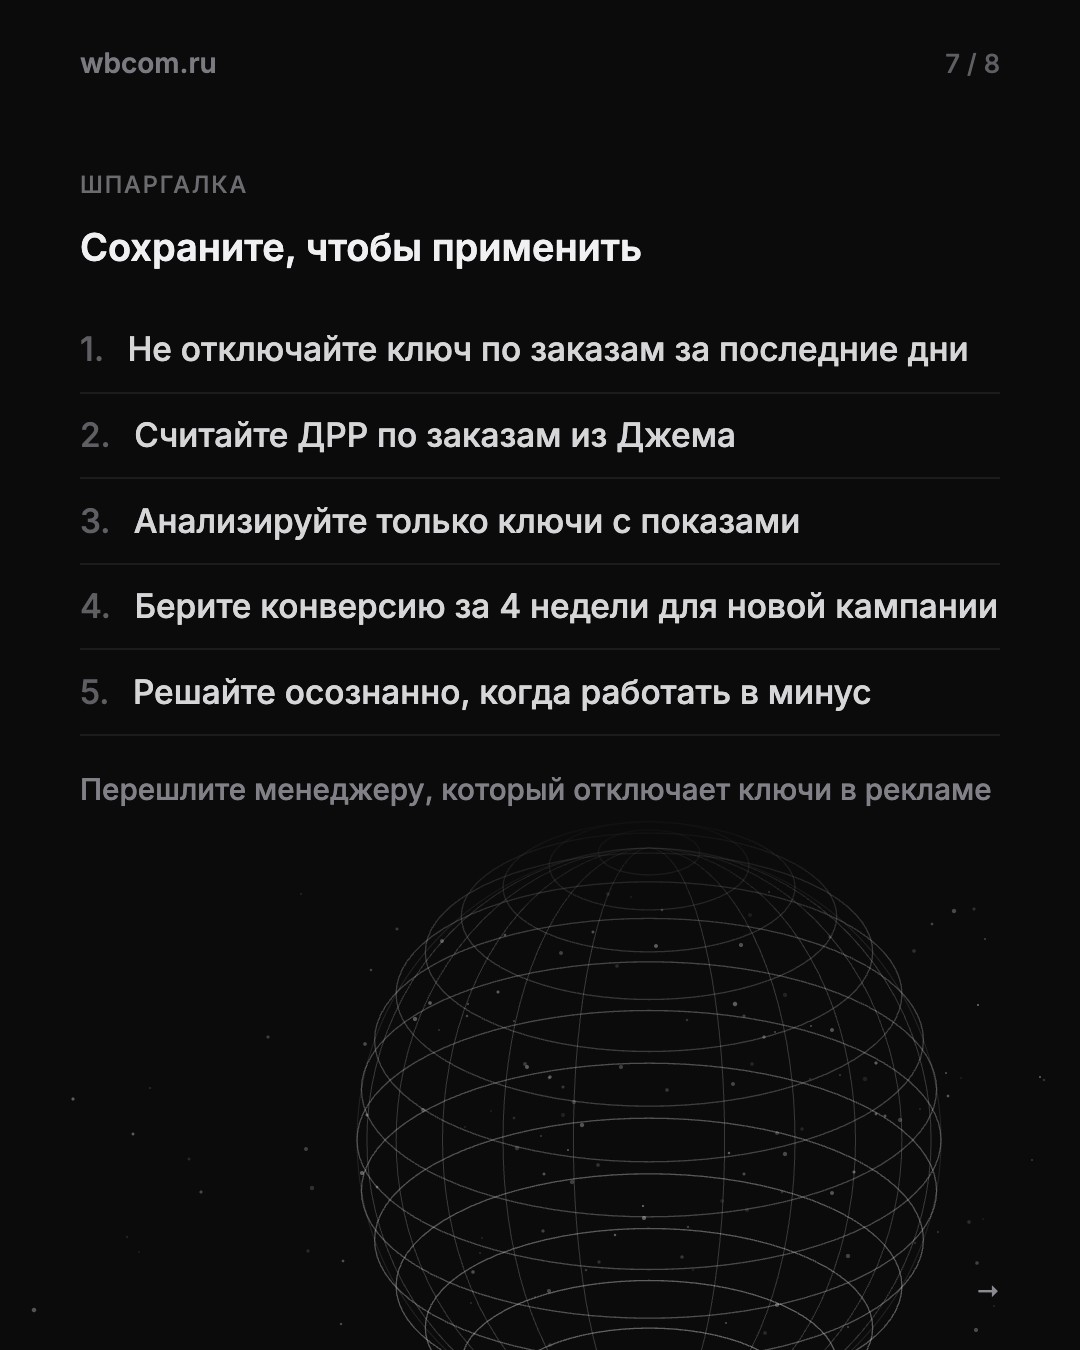 wbcom.ru
7 / 8
ШПАРГАЛКА
Сохраните, чтобы применить
1. Не отключайте ключ по заказам за последние дни
2. Считайте ДРР по заказам из Джема
3. Анализируйте только ключи с показами
4. Берите конверсию за 4 недели для новой кампании
5. Решайте осознанно, когда работать в минус
Перешлите менеджеру, который отключает ключи в рекламе
→